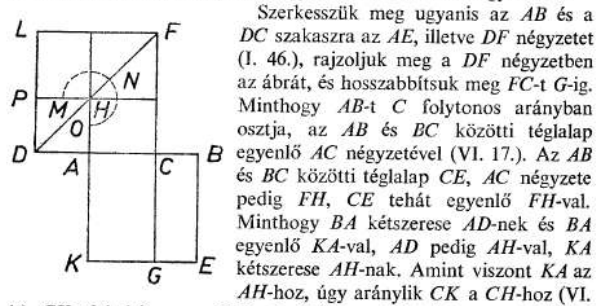 L
F
N
P
M
H
O
D
A
C
B
K
G
E
Szerkesszük meg ugyanis az AB és a
DC szakaszra az AE, illetve DF négyzetet
(I. 46.), rajzoljuk meg a DF négyzetben
az ábrát, és hosszabbítsuk meg FC-t G-ig.
Minthogy AB-t C folytonos arányban
osztja, az AB és BC közötti téglalap
egyenlő AC négyzetével (VI. 17.). Az AB
és BC közötti téglalap CE, AC négyzete
pedig FH, CE tehát egyenlő FH-val.
Minthogy BA kétszerese AD-nek és BA
egyenlő KA-val, AD pedig AH-val, KA
kétszerese AH-nak. Amint viszont KA az
AH-hoz, úgy aránylik CK a CH-hoz (VI.